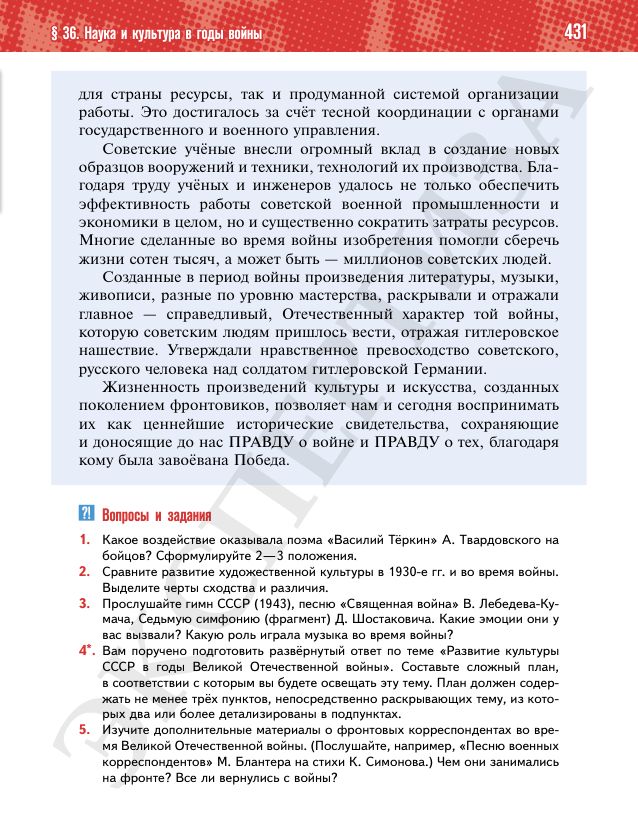 § 36. Наука и культура в годы войны
431
для страны ресурсы, так и продуманной системой организации
работы. Это достигалось за счёт тесной координации с органами
государственного и военного управления.
Советские учёные внесли огромный вклад в создание новых
образцов вооружений и техники, технологий их производства. Бла-
годаря труду учёных и инженеров удалось не только обеспечить
эффективность работы советской военной промышленности и
экономики в целом, но и существенно сократить затраты ресурсов.
Многие сделанные во время войны изобретения помогли сберечь
жизни сотен тысяч, а может быть — миллионов советских людей.
Созданные в период войны произведения литературы, музыки,
живописи, разные по уровню мастерства, раскрывали и отражали
главное — справедливый, Отечественный характер той войны,
которую советским людям пришлось вести, отражая гитлеровское
нашествие. Утверждали нравственное превосходство советского,
русского человека над солдатом гитлеровской Германии.
Жизненность произведений культуры и искусства, созданных
поколением фронтовиков, позволяет нам и сегодня воспринимать
их как ценнейшие исторические свидетельства, сохраняющие
и доносящие до нас ПРАВДУ о войне и ПРАВДУ о тех, благодаря
кому была завоёвана Победа.
?! Вопросы и задания
1. Какое воздействие оказывала поэма «Василий Тёркин» А. Твардовского на
бойцов? Сформулируйте 2—3 положения.
2. Сравните развитие художественной культуры в 1930-е гг. и во время войны.
Выделите черты сходства и различия.
3. Прослушайте гимн СССР (1943), песню «Священная война» В. Лебедева-Ку-
мача, Седьмую симфонию (фрагмент) Д. Шостаковича. Какие эмоции они у
вас вызвали? Какую роль играла музыка во время войны?
4*. Вам поручено подготовить развёрнутый ответ по теме «Развитие культуры
СССР в годы Великой Отечественной войны». Составьте сложный план,
в соответствии с которым вы будете освещать эту тему. План должен содер-
жать не менее трёх пунктов, непосредственно раскрывающих тему, из кото-
рых два или более детализированы в подпунктах.
5. Изучите дополнительные материалы о фронтовых корреспондентах во вре-
мя Великой Отечественной войны. (Послушайте, например, «Песню военных
корреспондентов» М. Блантера на стихи К. Симонова.) Чем они занимались
на фронте? Все ли вернулись с войны?
ЭКСПЕРТИЗА